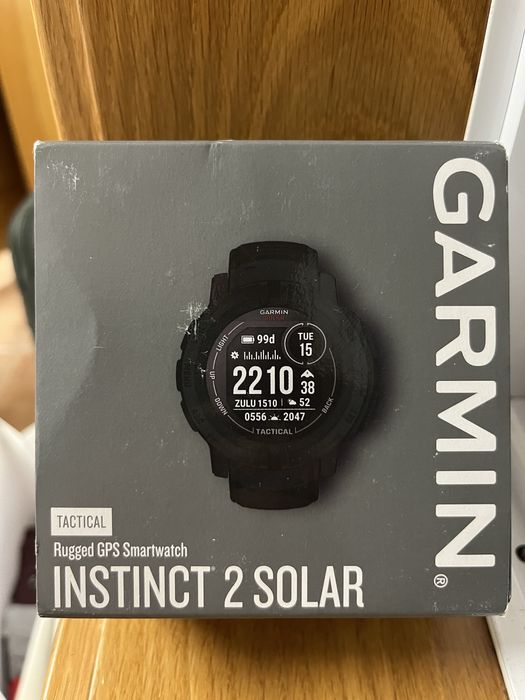 GARMIN®
GARMIN
SOLAR
LIGHT
UP
DOWN
BACK
99d
TUE
15
2210
38
ZULU 1510
52
0556
2047
TACTICAL
TACTICAL
Rugged GPS Smartwatch
INSTINCT® 2 SOLAR